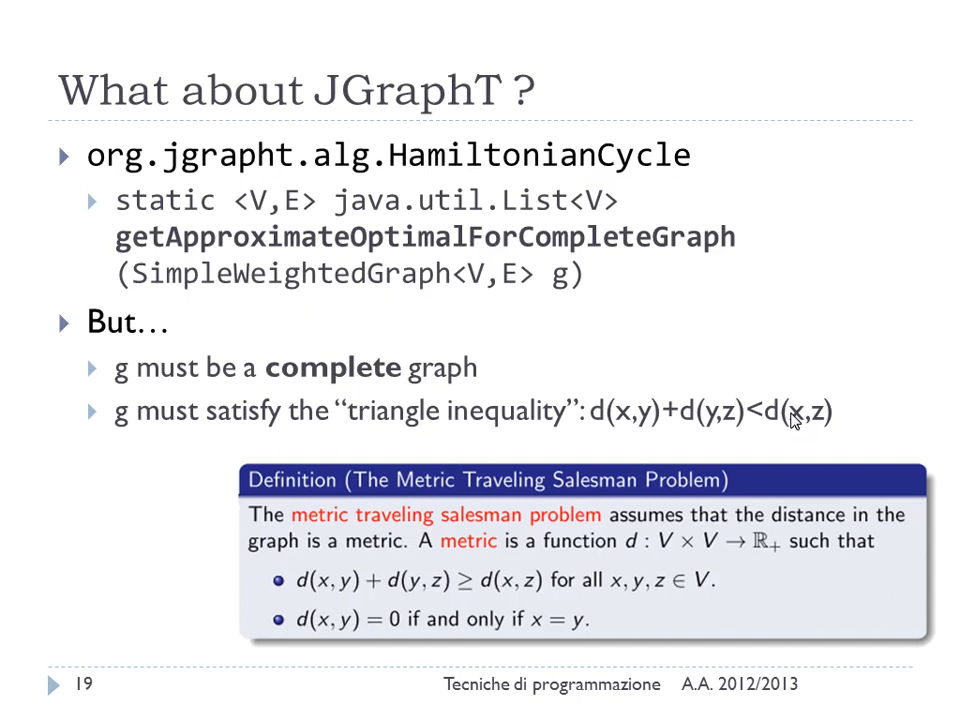 What about JGraphT ?
org.jgrapht.alg.HamiltonianCycle
static <V,E> java.util.List<V>
getApproximateOptimalForCompleteGraph
(SimpleWeightedGraph<V,E> g)
But…
g must be a complete graph
g must satisfy the “triangle inequality”: d(x,y)+d(y,z)<d(x,z)
Definition (The Metric Traveling Salesman Problem)
The metric traveling salesman problem assumes that the distance in the
graph is a metric. A metric is a function d : V × V → ℝ₊ such that
d(x, y) + d(y, z) ≥ d(x, z) for all x, y, z ∈ V.
d(x, y) = 0 if and only if x = y.
19 Tecniche di programmazione A.A. 2012/2013